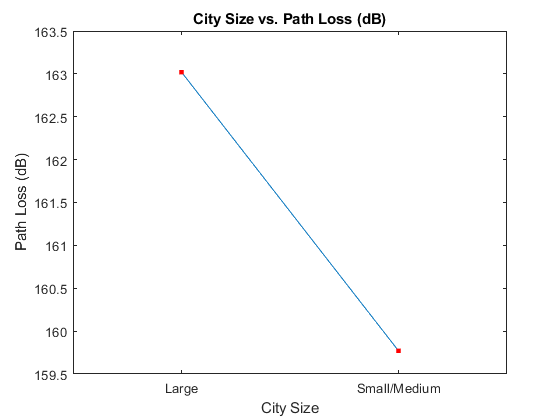 City Size vs. Path Loss (dB)
163.5
163
162.5
162
161.5
161
160.5
160
159.5
Path Loss (dB)
Large Small/Medium
City Size